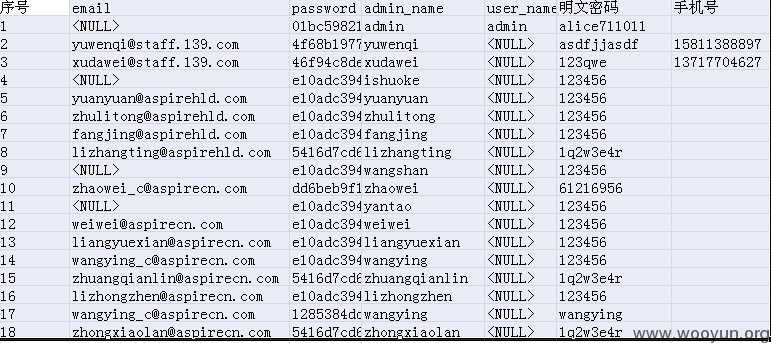 序号 email password admin_name user_name 明文密码 手机号
1 <NULL> 01bc59821 admin admin alice711011
2 yuwenqi@staff.139.com 4f68b1977 yuwenqi <NULL> asdfjjasdf 15811388897
3 xudawei@staff.139.com 46f94c8de xudawei <NULL> 123qwe 13717704627
4 <NULL> e10adc394 ishuoke <NULL> 123456
5 yuanyuan@aspirehld.com e10adc394 yuanyuan <NULL> 123456
6 zhulitong@aspirehld.com e10adc394 zhulitong <NULL> 123456
7 fangjing@aspirehld.com e10adc394 fangjing <NULL> 123456
8 lizhangting@aspirehld.com 5416d7cd6 lizhangting <NULL> 1q2w3e4r
9 <NULL> e10adc394 wangshan <NULL> 123456
10 zhaowei_c@aspirecn.com dd6beb9f1 zhaowei <NULL> 61216956
11 <NULL> e10adc394 yantao <NULL> 123456
12 weiwei@aspirecn.com e10adc394 weiwei <NULL> 123456
13 liangyuexian@aspirecn.com e10adc394 liangyuexian <NULL> 123456
14 wangying_c@aspirecn.com e10adc394 wangying <NULL> 123456
15 zhuangqianlin@aspirecn.com 5416d7cd6 zhuangqianlin <NULL> 1q2w3e4r
16 lizhongzhen@aspirecn.com e10adc394 lizhongzhen <NULL> 123456
17 wangying_c@aspirecn.com 1285384dd wangying <NULL> wangying
18 zhongxiaolan@aspirecn.com 5416d7cd6 zhongxiaolan <NULL> 1q2w3e4r
www.wooyun.org